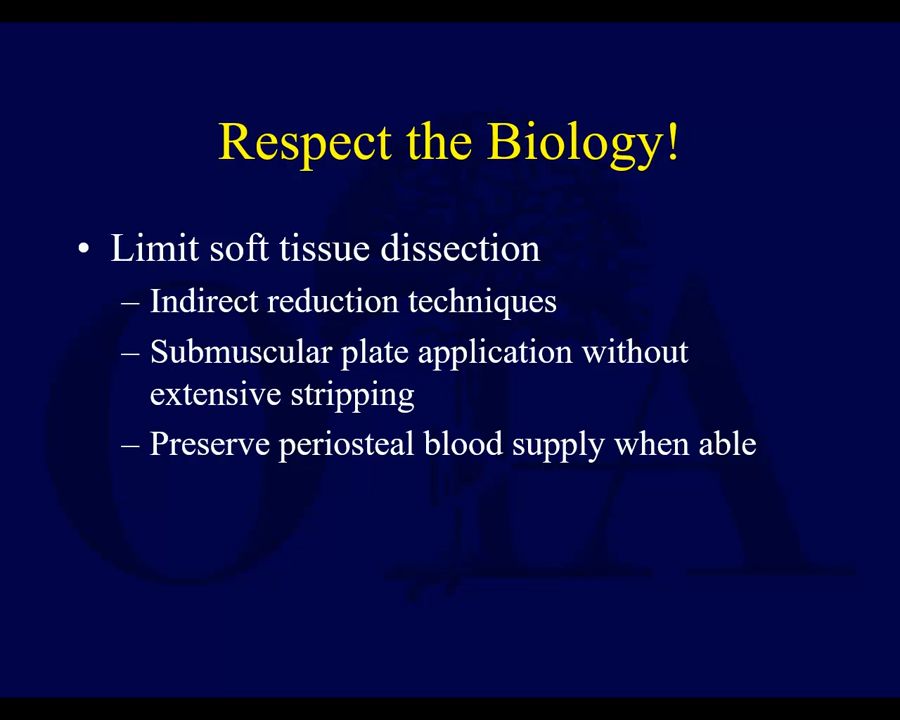 Respect the Biology!
• Limit soft tissue dissection
– Indirect reduction techniques
– Submuscular plate application without
extensive stripping
– Preserve periosteal blood supply when able
OTA